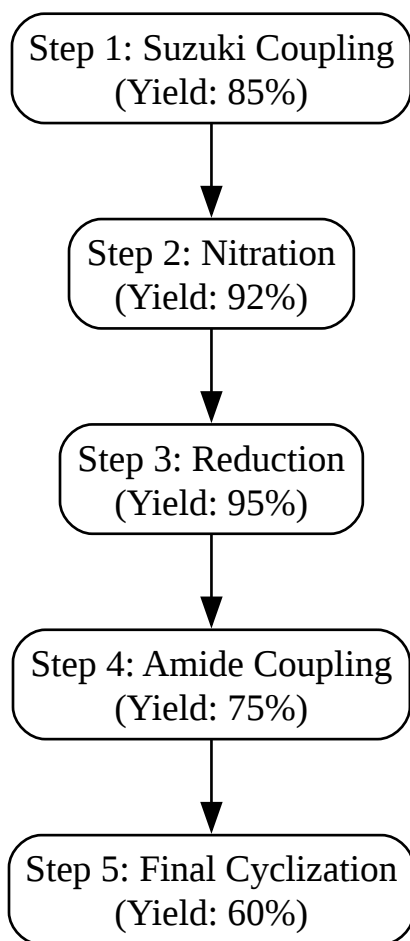 Step 1: Suzuki Coupling
(Yield: 85%)
Step 2: Nitration
(Yield: 92%)
Step 3: Reduction
(Yield: 95%)
Step 4: Amide Coupling
(Yield: 75%)
Step 5: Final Cyclization
(Yield: 60%)